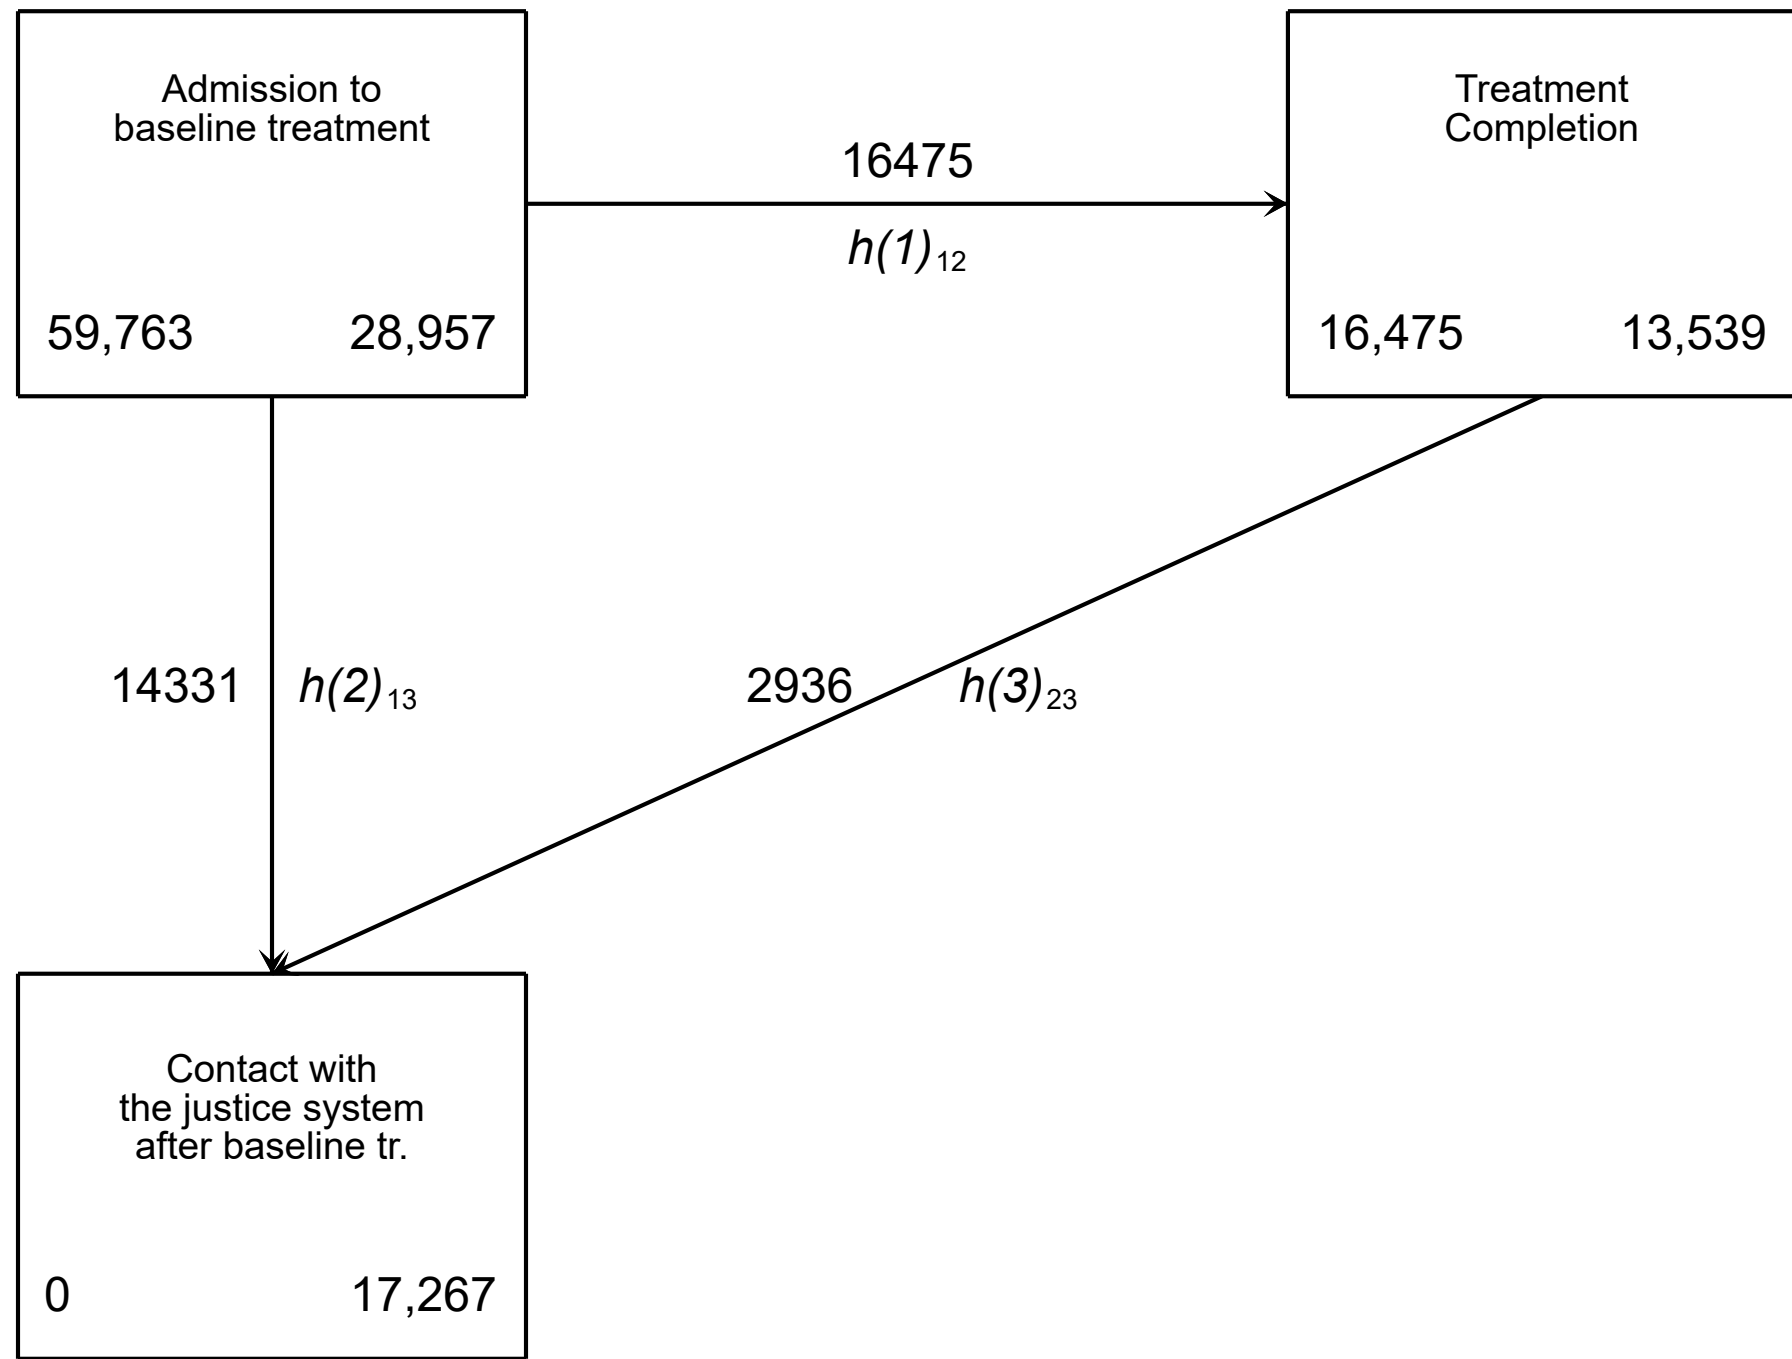 Admission to
baseline treatment
59,763 28,957
16475
h(1)12
Treatment
Completion
16,475 13,539
14331 h(2)13
2936 h(3)23
Contact with
the justice system
after baseline tr.
0 17,267